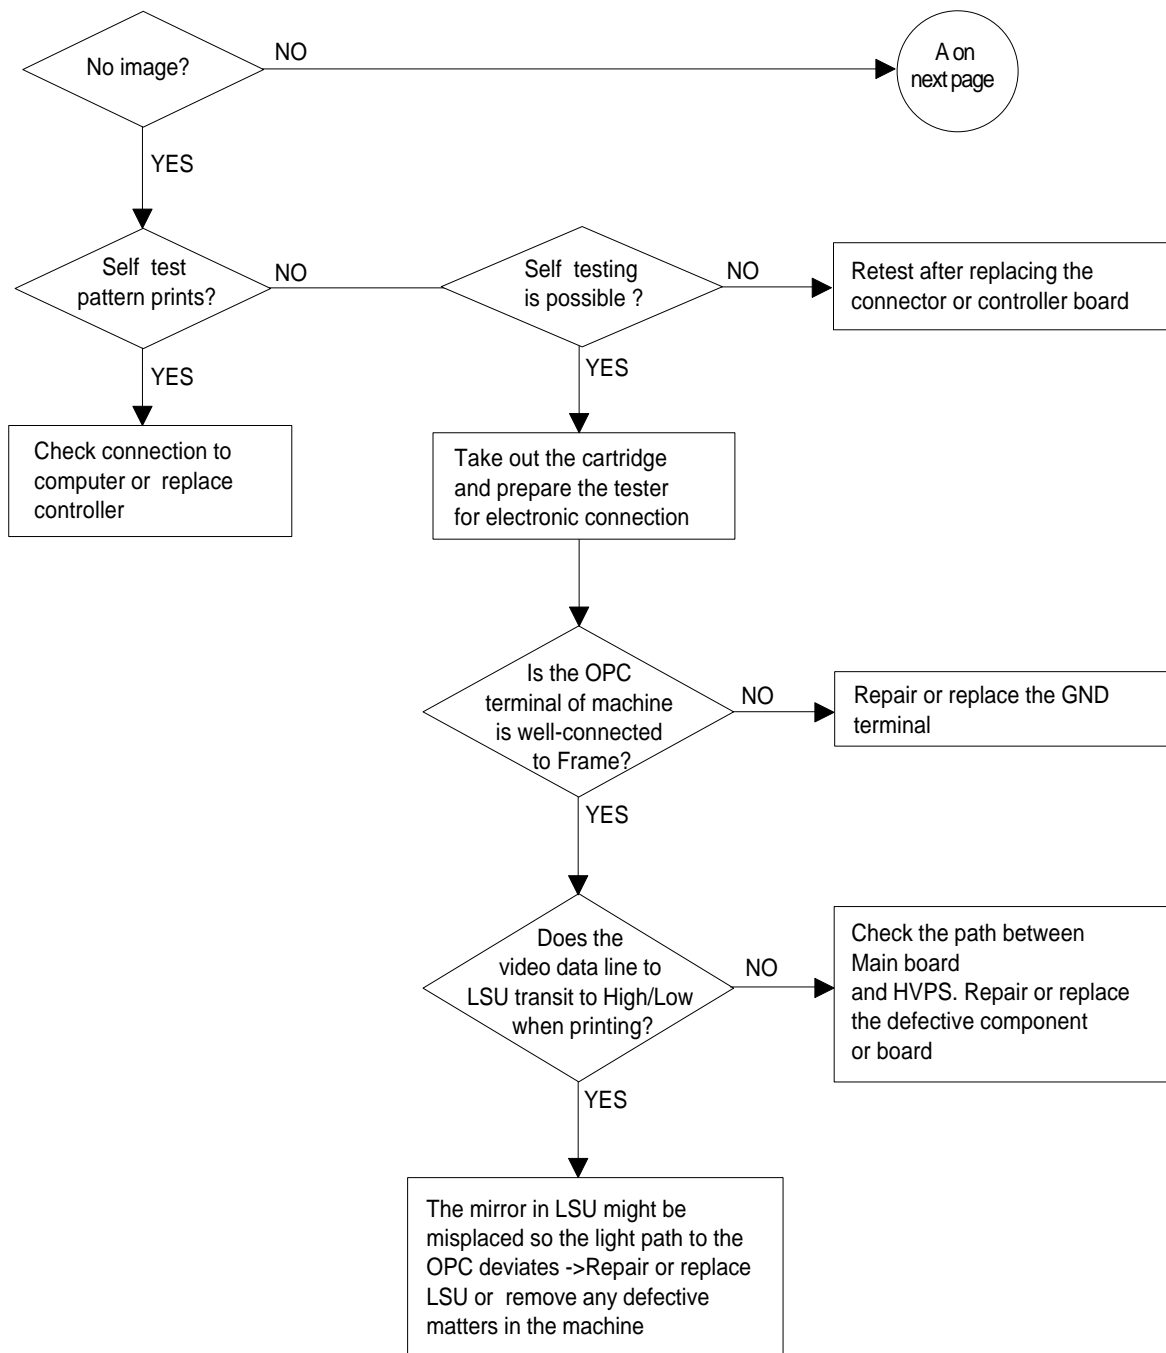 No image?
NO
A on
next page
YES
Self test
pattern prints?
NO
Self testing
is possible ?
NO
Retest after replacing the
connector or controller board
YES
YES
Check connection to
computer or replace
controller
Take out the cartridge
and prepare the tester
for electronic connection
Is the OPC
terminal of machine
is well-connected
to Frame?
NO
Repair or replace the GND
terminal
YES
Does the
video data line to
LSU transit to High/Low
when printing?
NO
Check the path between
Main board
and HVPS. Repair or replace
the defective component
or board
YES
The mirror in LSU might be
misplaced so the light path to the
OPC deviates ->Repair or replace
LSU or remove any defective
matters in the machine